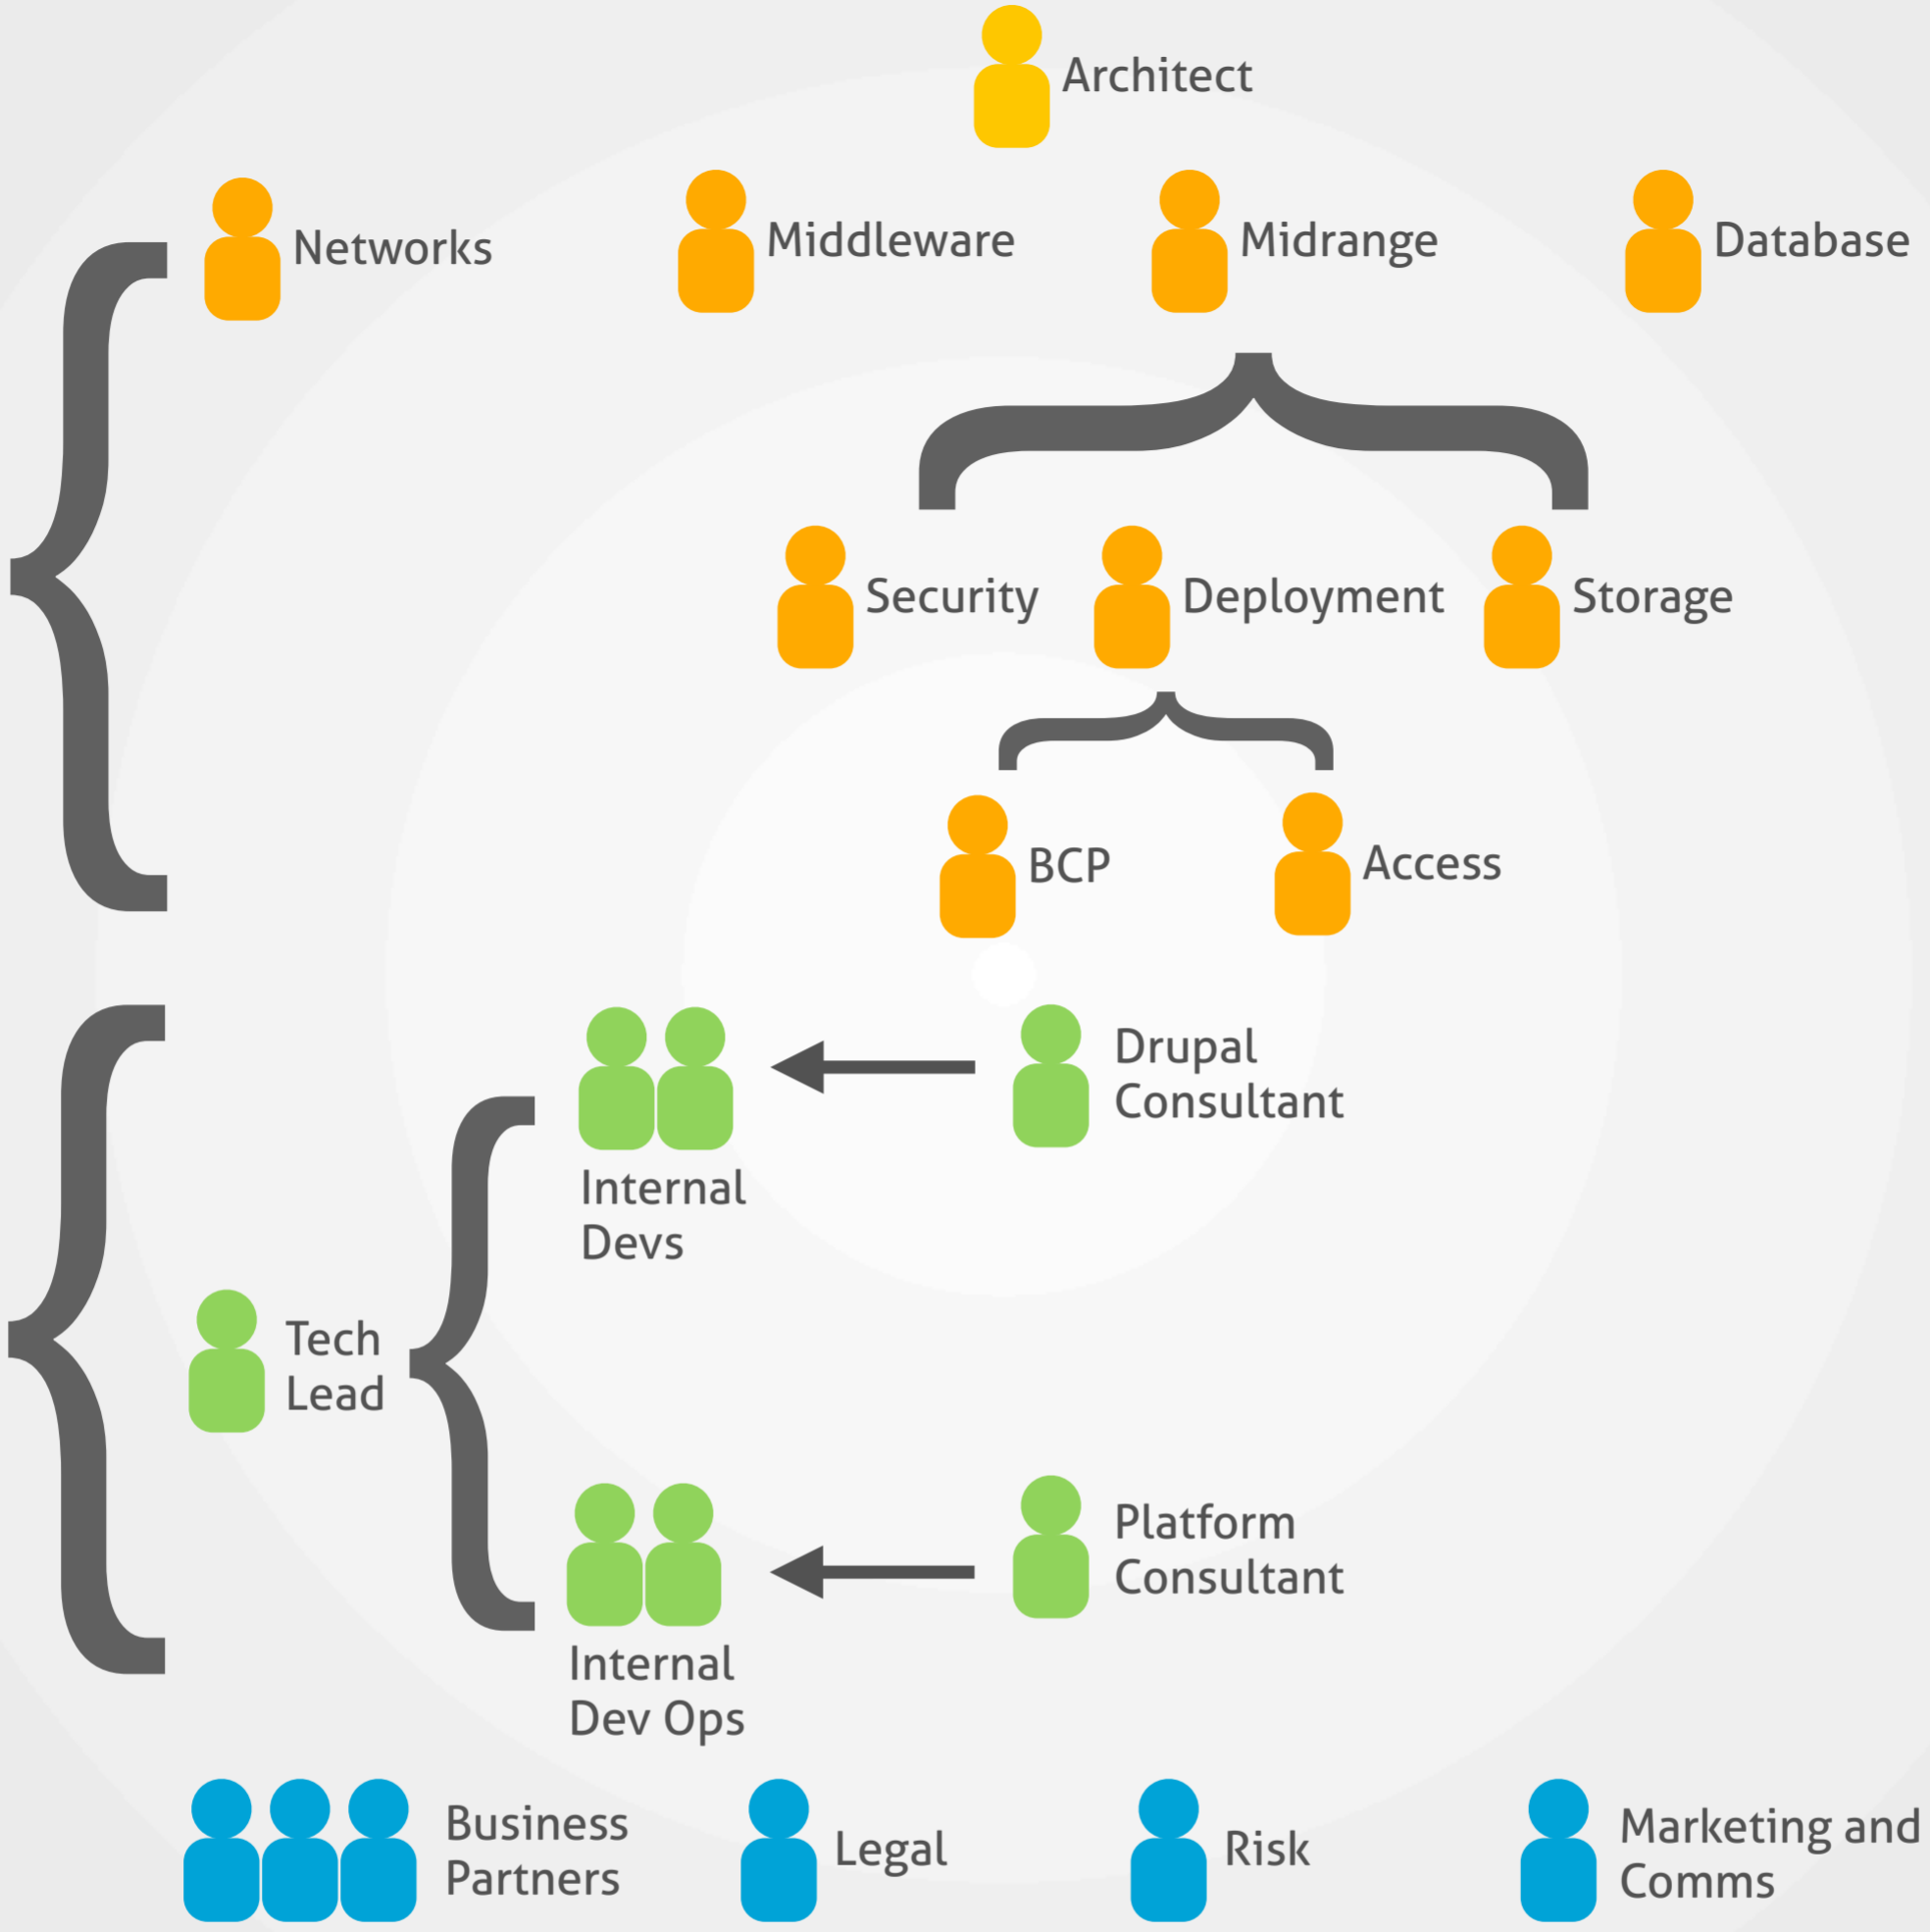 Architect
Networks
Middleware
Midrange
Database
Security
Deployment
Storage
BCP
Access
Drupal
Consultant
Internal
Devs
Tech
Lead
Platform
Consultant
Internal
Dev Ops
Business
Partners
Legal
Risk
Marketing and
Comms